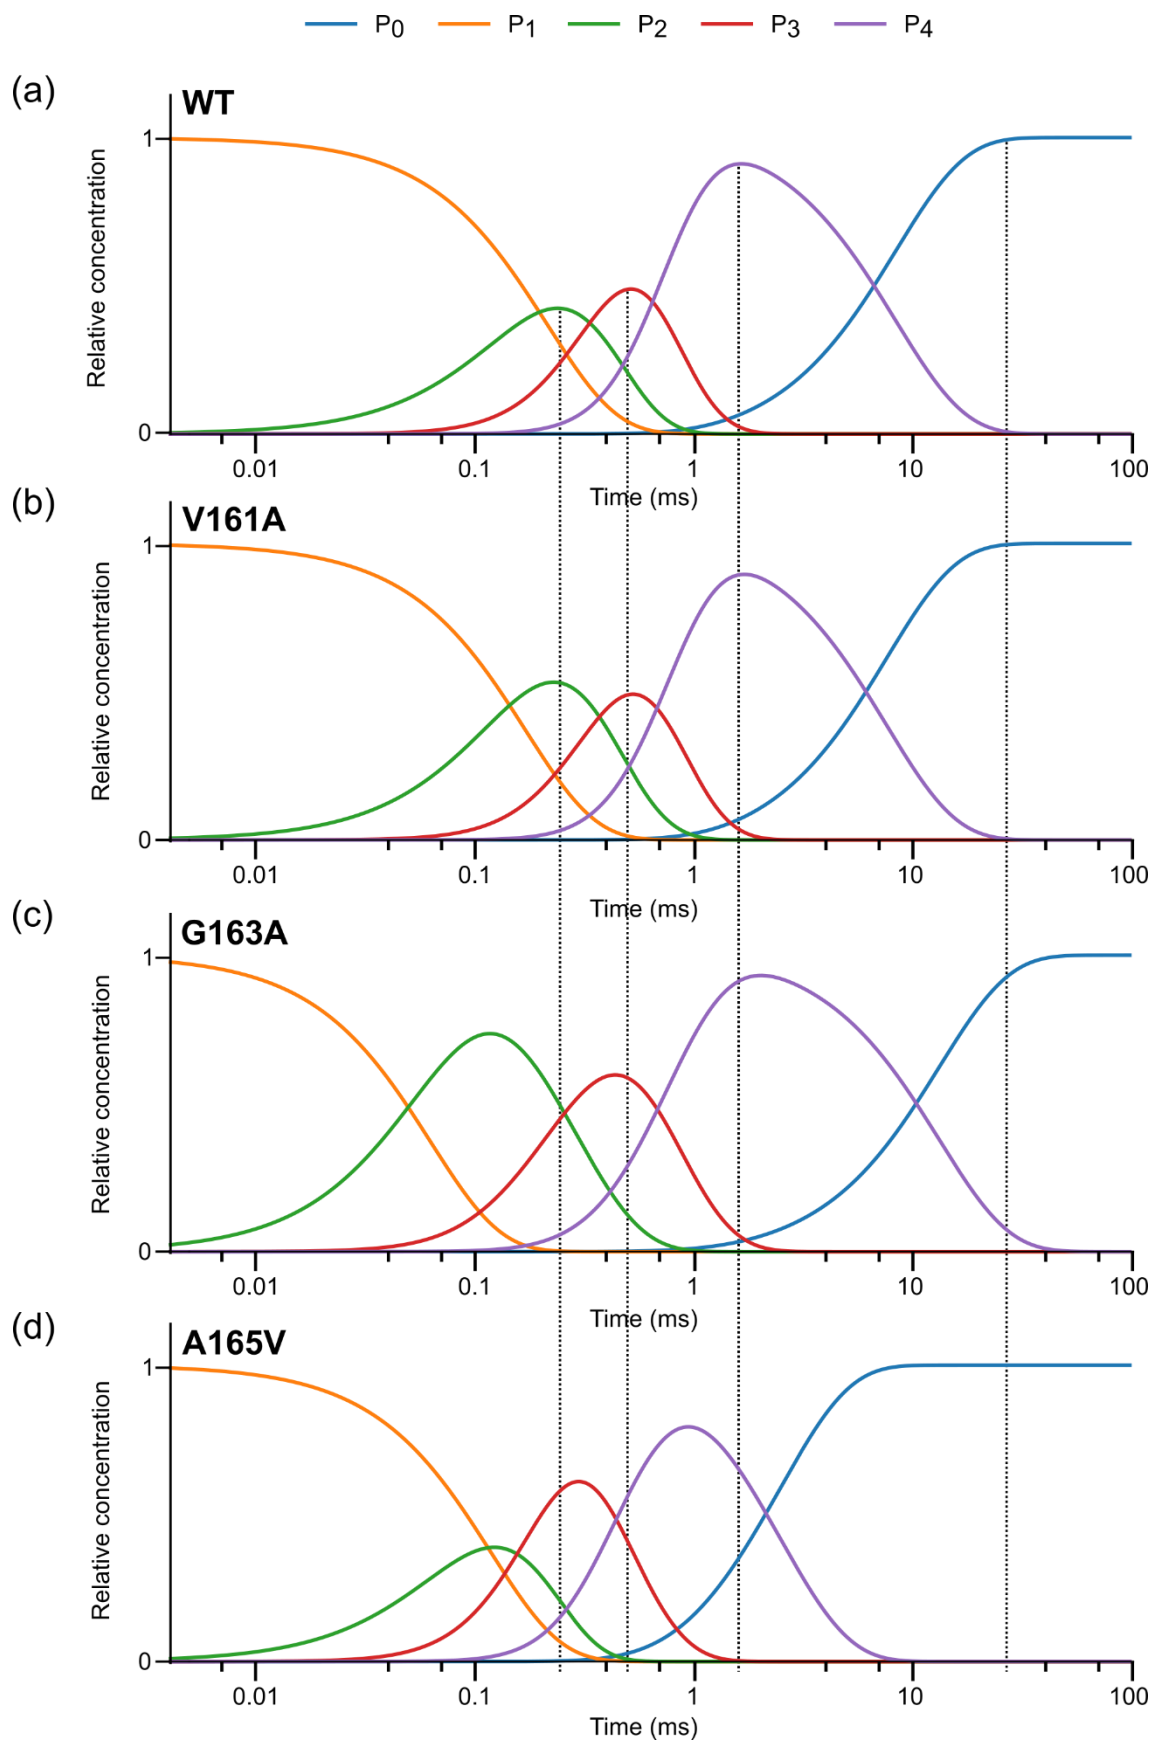 P0 P1 P2 P3 P4
(a)
WT
Relative concentration
1
0
0.01 0.1 1 10 100
Time (ms)
(b)
V161A
Relative concentration
1
0
0.01 0.1 1 10 100
Time (ms)
(c)
G163A
Relative concentration
1
0
0.01 0.1 1 10 100
Time (ms)
(d)
A165V
Relative concentration
1
0
0.01 0.1 1 10 100
Time (ms)